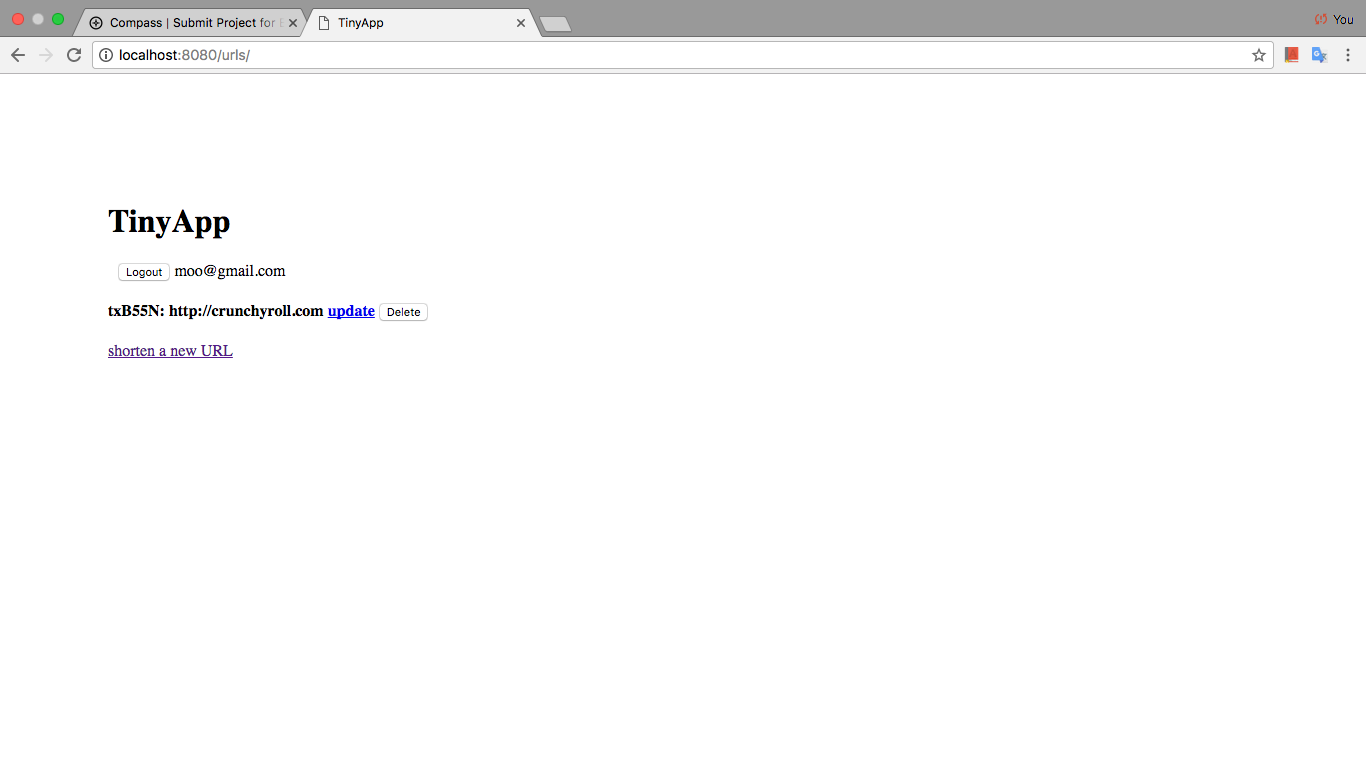 Compass | Submit Project for
TinyApp
You
localhost:8080/urls/
TinyApp
Logout moo@gmail.com
txB55N: http://crunchyroll.com update Delete
shorten a new URL